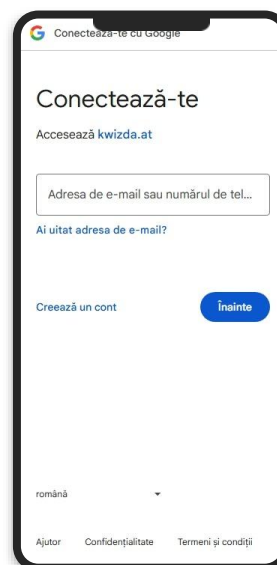 Conectează-te cu Google
Conectează-te
Accesează kwizda.at
Adresa de e-mail sau numărul de tel...
Ai uitat adresa de e-mail?
Creează un cont
Înainte
română
Ajutor Confidențialitate Termeni și condiții